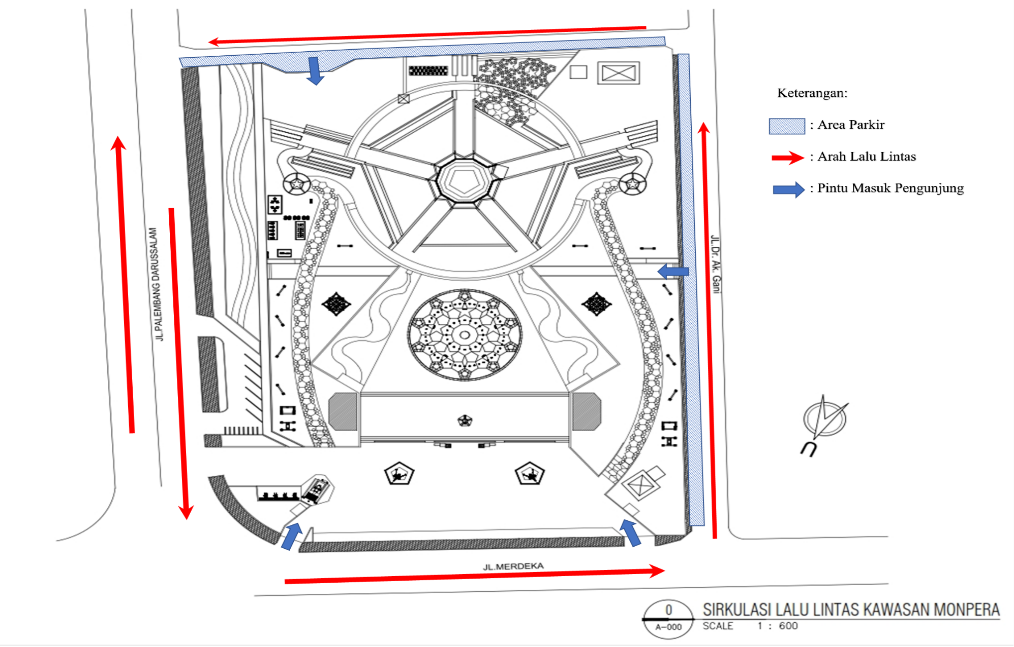 Keterangan:
: Area Parkir
: Arah Lalu Lintas
: Pintu Masuk Pengunjung
JL.PALEMBANG DARUSSALAM
JL.Dr. Ak. Gani
n
JL.MERDEKA
0
A-000
SIRKULASI LALU LINTAS KAWASAN MONPERA
SCALE 1 : 600